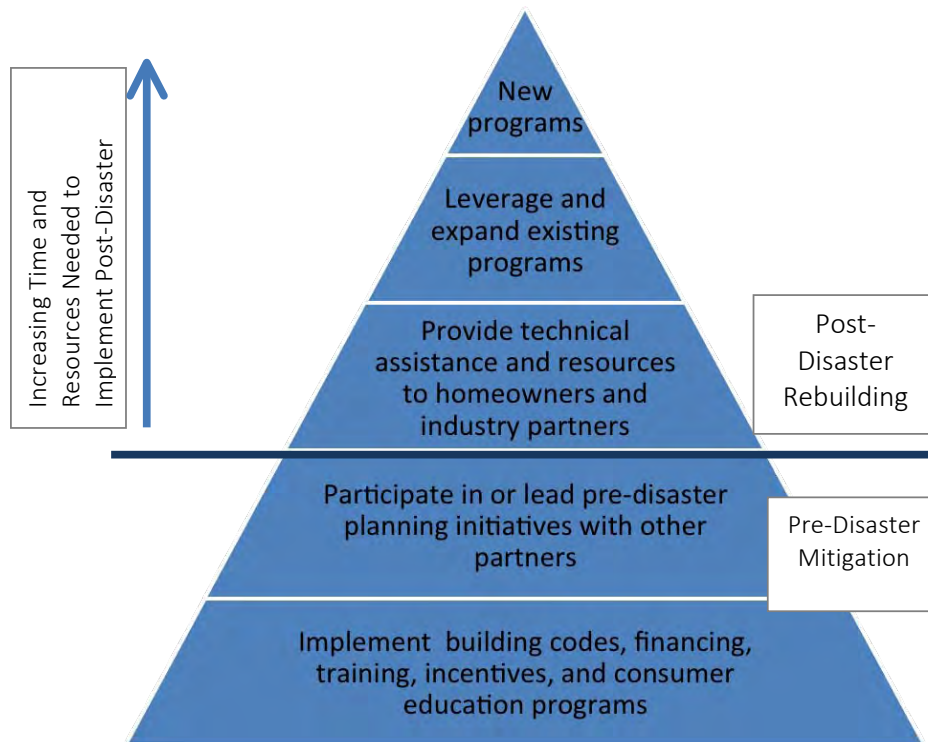 Increasing Time and
Resources Needed to
Implement Post-Disaster
New
programs
Leverage and
expand existing
programs
Provide technical
assistance and resources
to homeowners and
industry partners
Post-
Disaster
Rebuilding
Participate in or lead pre-disaster
planning initiatives with other
partners
Pre-Disaster
Mitigation
Implement building codes, financing,
training, incentives, and consumer
education programs